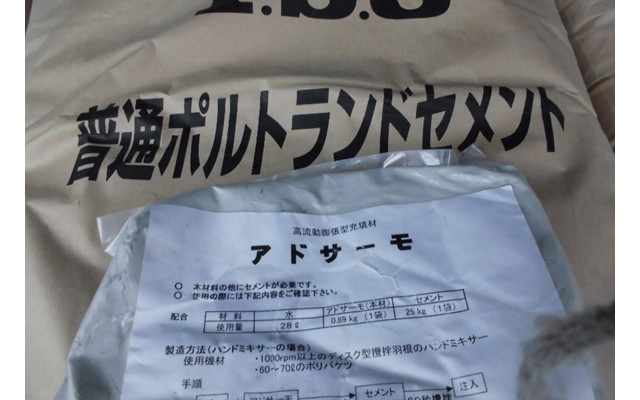 普通ポルトランドセメント
高流動膨張型充填材
アドサーモ
○ 本材料の他にセメントが必要です。
○ 使用の際には下記内容をご確認下さい。
配合 材料 水 アドサーモ(本材) セメント
使用量 28ℓ 0.89kg(1袋) 25kg(1袋)
製造方法(ハンドミキサーの場合)
使用機材 ・1000rpm以上のディスク型撹拌羽根のハンドミキサー
・60~70ℓのポリバケツ
手順
水 アドサーモ → セメント 注入